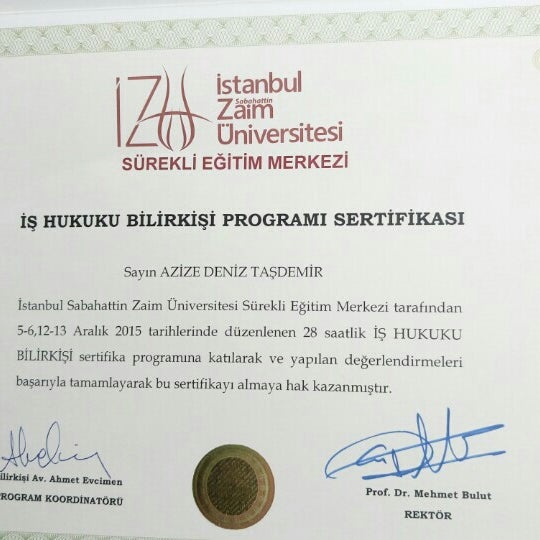 İZÜ
İstanbul
Sabahattin
Zaim
Üniversitesi
SÜREKLİ EĞİTİM MERKEZİ
İŞ HUKUKU BİLİRKİŞİ PROGRAMI SERTİFİKASI
Sayın AZİZE DENİZ TAŞDEMİR
İstanbul Sabahattin Zaim Üniversitesi Sürekli Eğitim Merkezi tarafından
5-6,12-13 Aralık 2015 tarihlerinde düzenlenen 28 saatlik İŞ HUKUKU
BİLİRKİŞİ sertifika programına katılarak ve yapılan değerlendirmeleri
başarıyla tamamlayarak bu sertifikayı almaya hak kazanmıştır.
ilirkişi Av. Ahmet Evcimen
PROGRAM KOORDİNATÖRÜ
Prof. Dr. Mehmet Bulut
REKTÖR